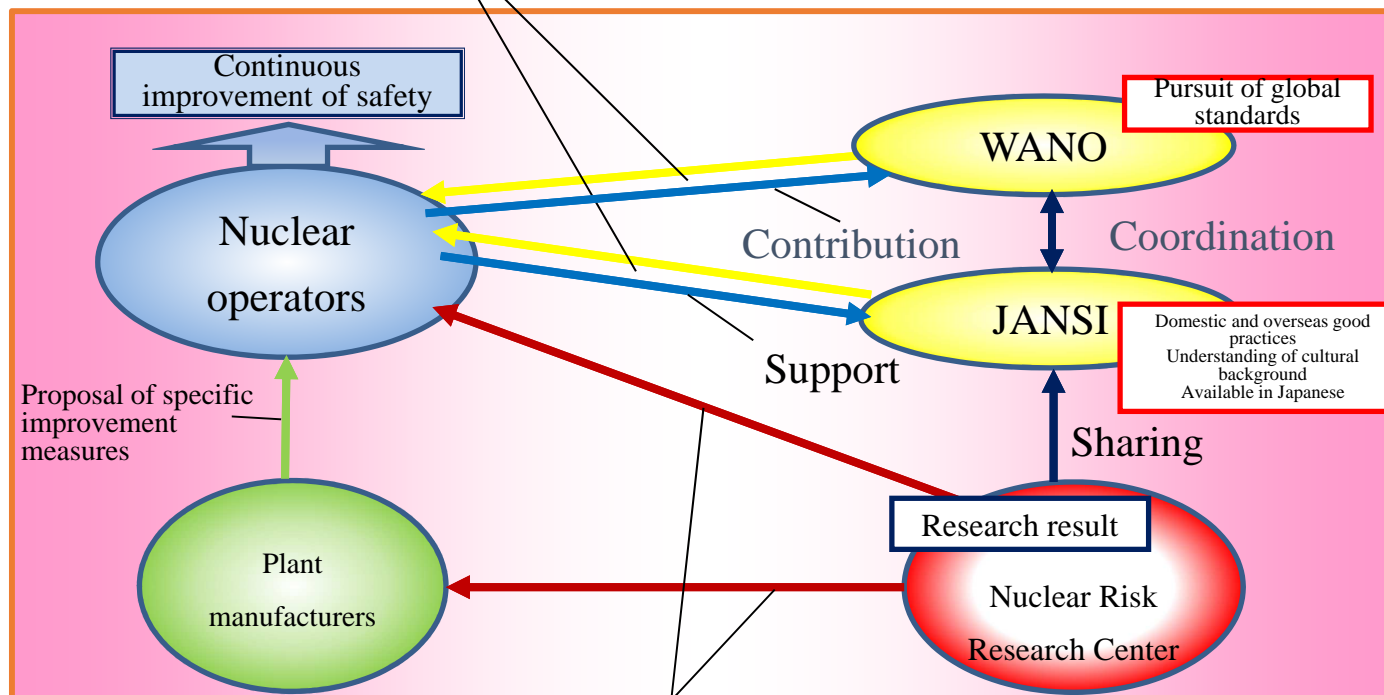 Continuous
improvement of safety
Pursuit of global
standards
WANO
Nuclear
operators
Contribution
Coordination
JANSI
Domestic and overseas good
practices
Understanding of cultural
background
Available in Japanese
Support
Proposal of specific
improvement
measures
Sharing
Research result
Plant
manufacturers
Nuclear Risk
Research Center